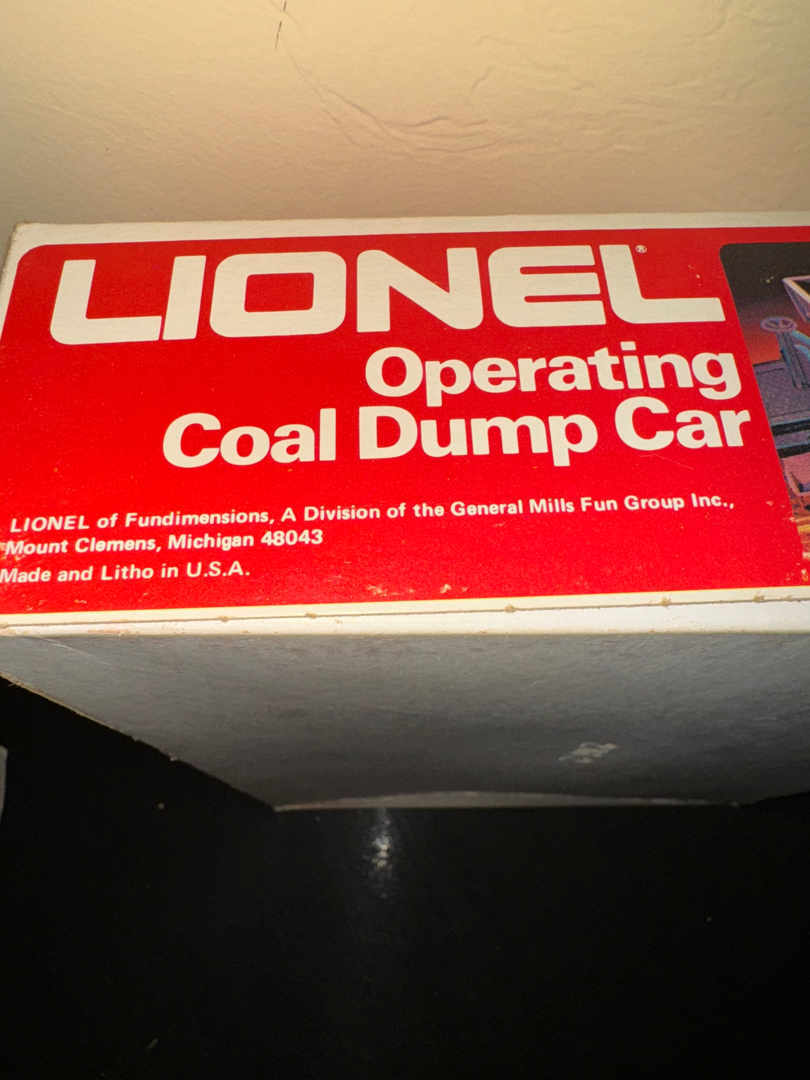 LIONEL®
Operating
Coal Dump Car
LIONEL of Fundimensions, A Division of the General Mills Fun Group Inc.,
Mount Clemens, Michigan 48043
Made and Litho in U.S.A.